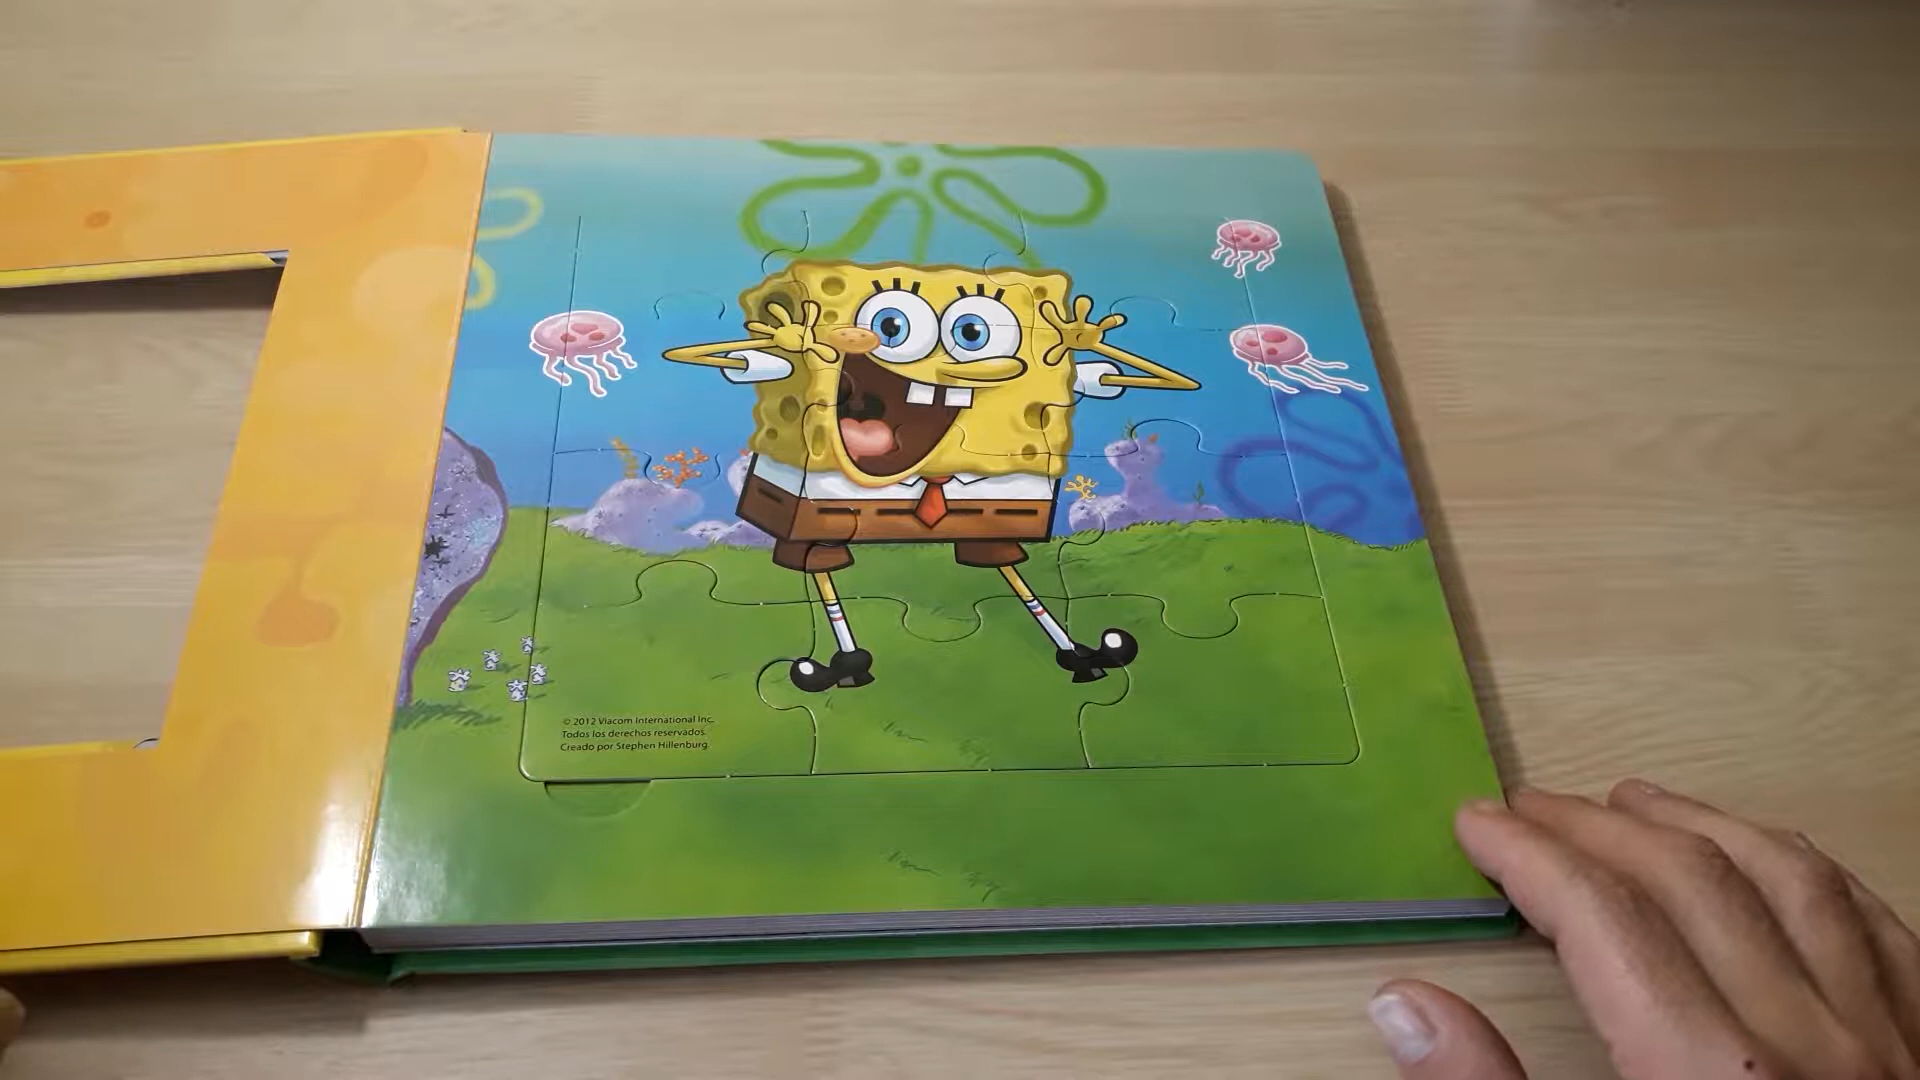 © 2012 Viacom International Inc.
Todos los derechos reservados.
Creado por Stephen Hillenburg.